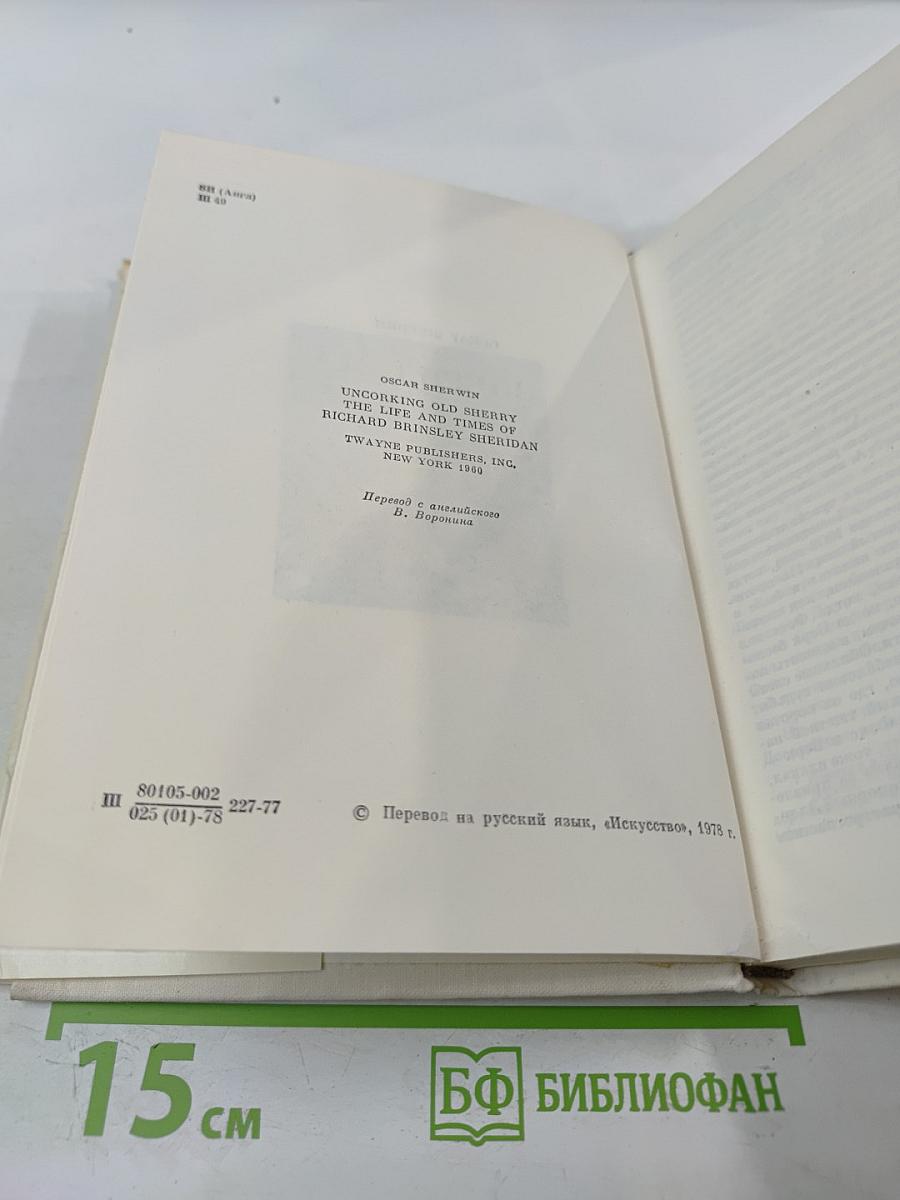 8И (Англ)
Ш 49
OSCAR SHERWIN
UNCORKING OLD SHERRY
THE LIFE AND TIMES OF
RICHARD BRINSLEY SHERIDAN
TWAYNE PUBLISHERS, INC.
NEW YORK 1960
Перевод с английского
В. Воронина
Ш 80105-002 227-77
025 (01)-78
© Перевод на русский язык, «Искусство», 1978 г.
15 см
БФ БИБЛИОФАН